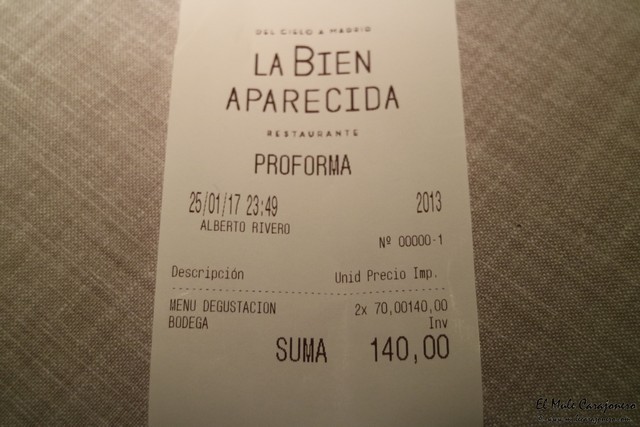 DEL CIELO A MADRID
LA BIEN
APARECIDA
RESTAURANTE
PROFORMA
25/01/17 23:49 2013
ALBERTO RIVERO
Nº 00000-1
Descripción Unid Precio Imp.
MENU DEGUSTACION 2x 70,00140,00
BODEGA Inv
SUMA 140,00
El Mule Carajonero